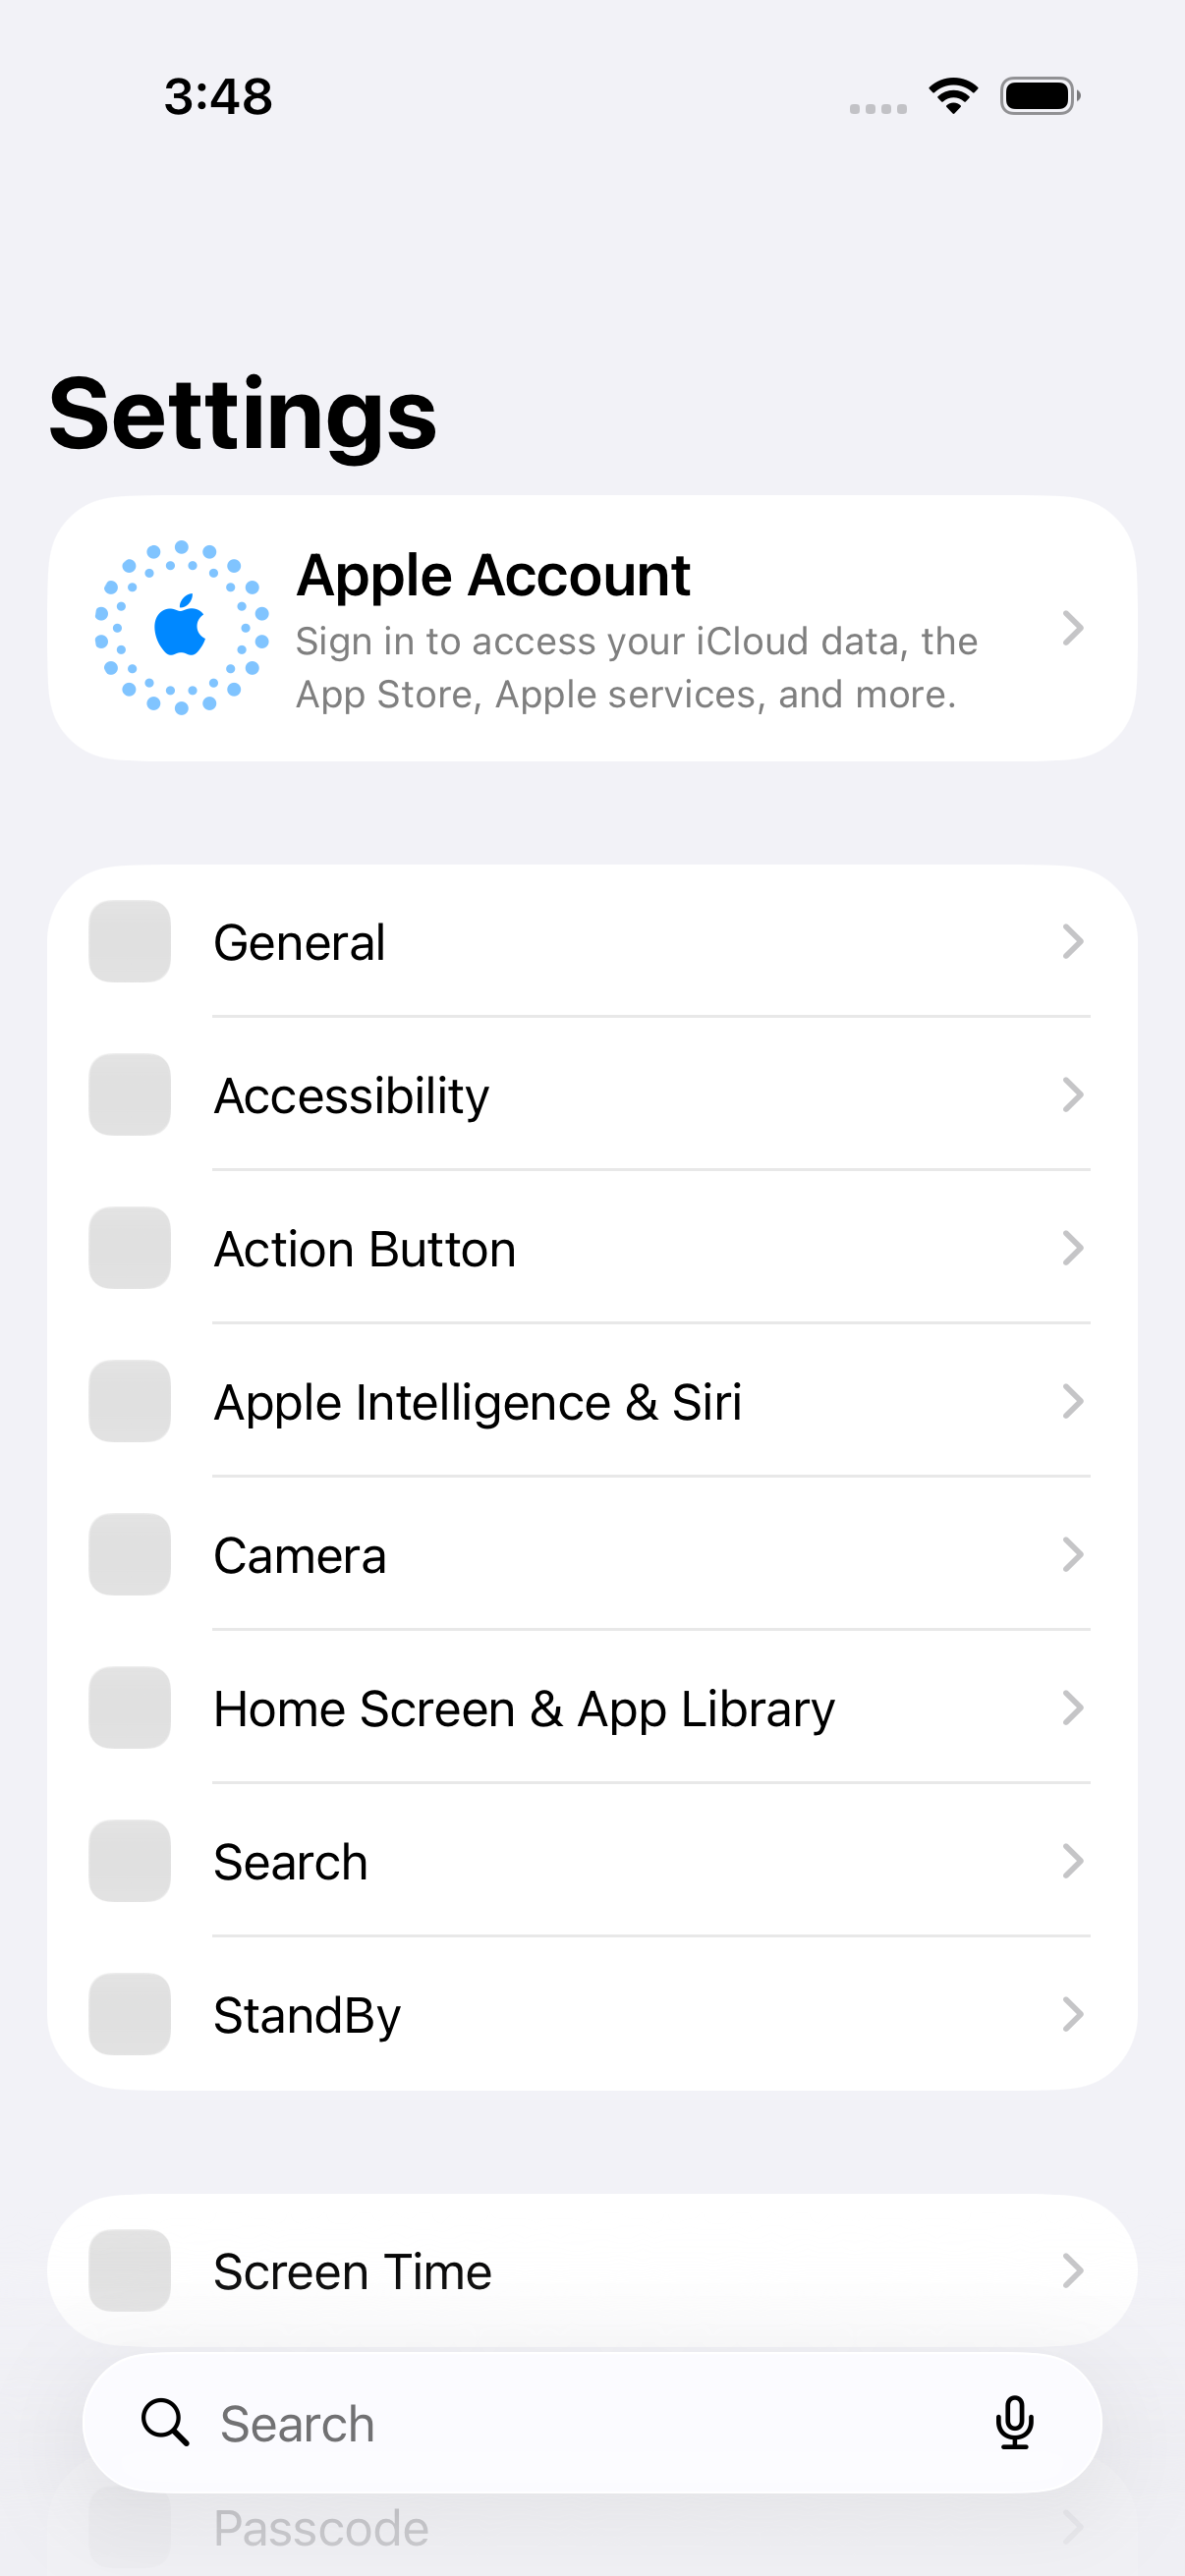 3:48
Settings
Apple Account
Sign in to access your iCloud data, the
App Store, Apple services, and more.
General
Accessibility
Action Button
Apple Intelligence & Siri
Camera
Home Screen & App Library
Search
StandBy
Screen Time
Search
Passcode